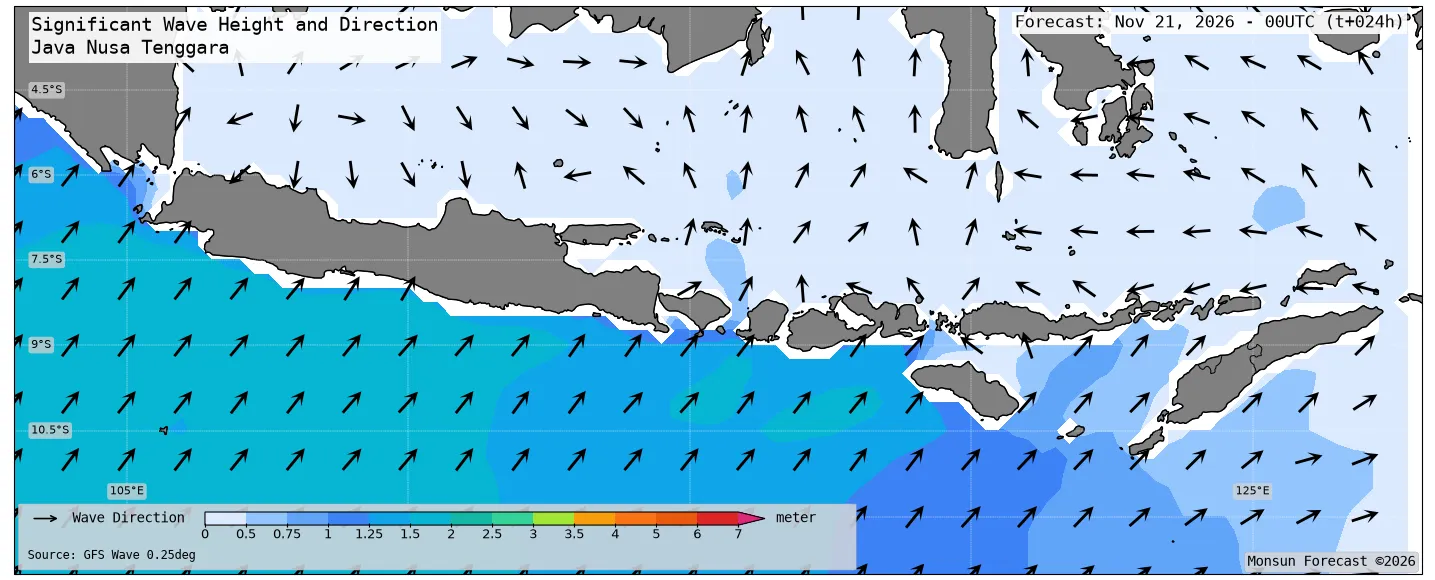 Significant Wave Height and Direction
Java Nusa Tenggara
Forecast: Nov 21, 2026 - 00UTC (t+024h)
4.5°S
6°S
7.5°S
9°S
10.5°S
105°E
125°E
Wave Direction
meter
0 0.5 0.75 1 1.25 1.5 2 2.5 3 3.5 4 5 6 7
Source: GFS Wave 0.25deg
Monsun Forecast ©2026